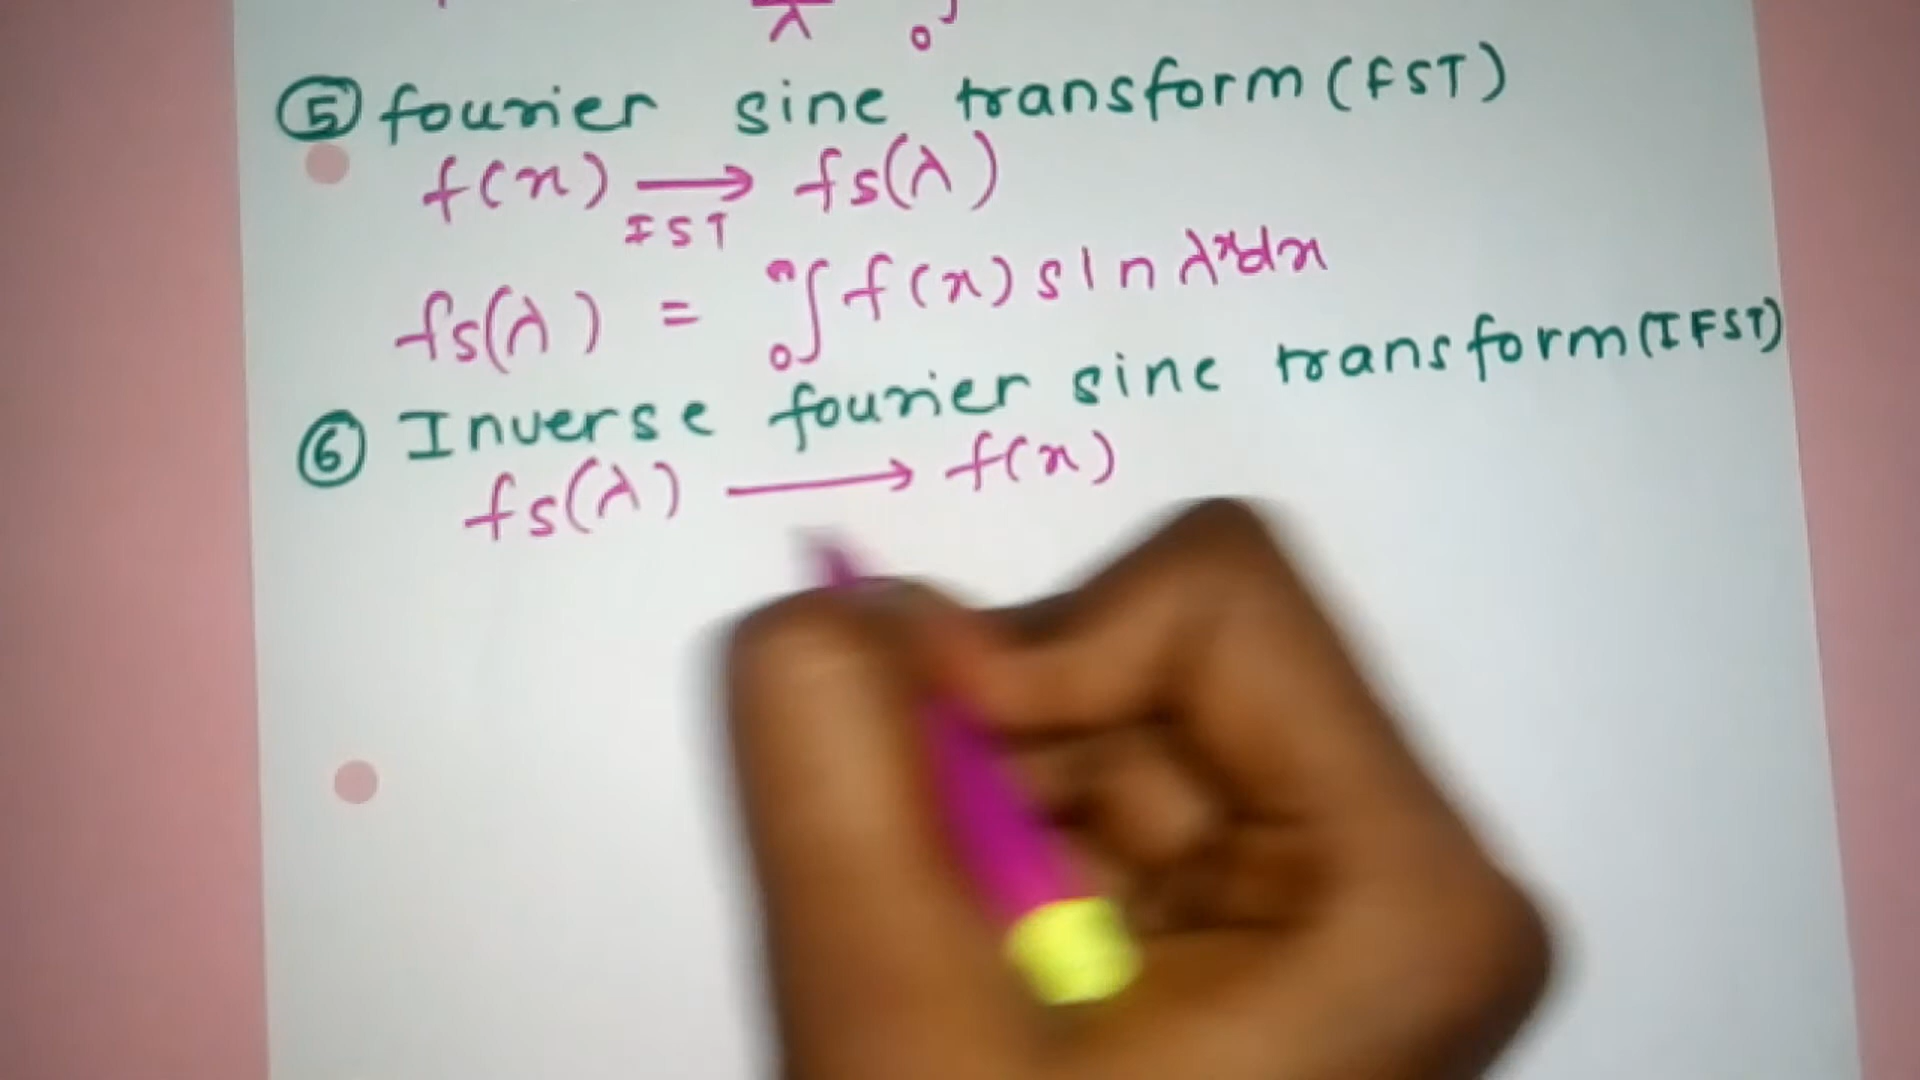 λ 0
⑤ fourier sine transform (FST)
f(x) → fs(λ)
FST
fs(λ) = ∫ f(x) sin λx dx
0
⑥ Inverse fourier sine transform (IFST)
fs(λ) → f(x)